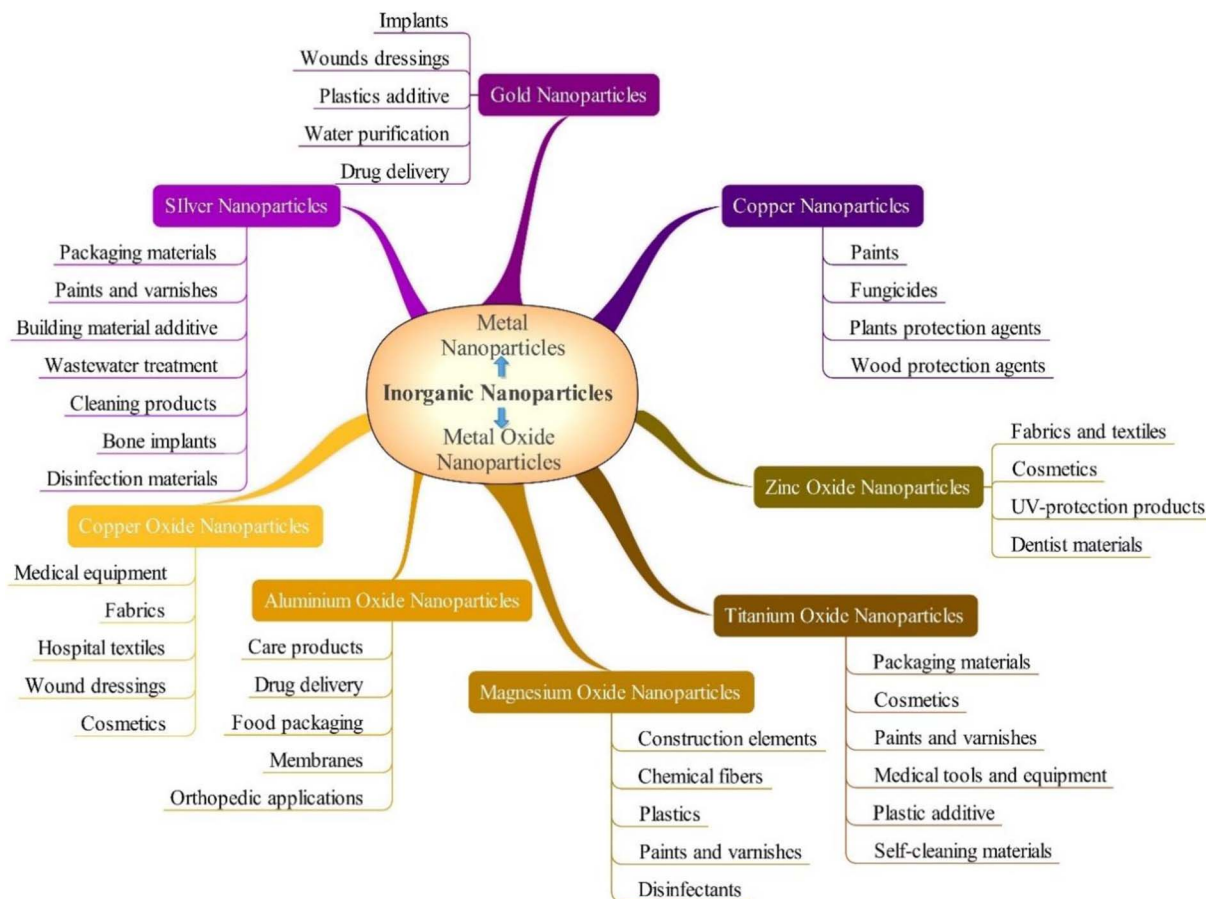 Implants
Wounds dressings
Plastics additive
Water purification
Drug delivery
Gold Nanoparticles
SIlver Nanoparticles
Packaging materials
Paints and varnishes
Building material additive
Wastewater treatment
Cleaning products
Bone implants
Disinfection materials
Copper Nanoparticles
Paints
Fungicides
Plants protection agents
Wood protection agents
Metal
Nanoparticles
Inorganic Nanoparticles
Metal Oxide
Nanoparticles
Zinc Oxide Nanoparticles
Fabrics and textiles
Cosmetics
UV-protection products
Dentist materials
Copper Oxide Nanoparticles
Medical equipment
Fabrics
Hospital textiles
Wound dressings
Cosmetics
Aluminium Oxide Nanoparticles
Care products
Drug delivery
Food packaging
Membranes
Orthopedic applications
Magnesium Oxide Nanoparticles
Construction elements
Chemical fibers
Plastics
Paints and varnishes
Disinfectants
Titanium Oxide Nanoparticles
Packaging materials
Cosmetics
Paints and varnishes
Medical tools and equipment
Plastic additive
Self-cleaning materials